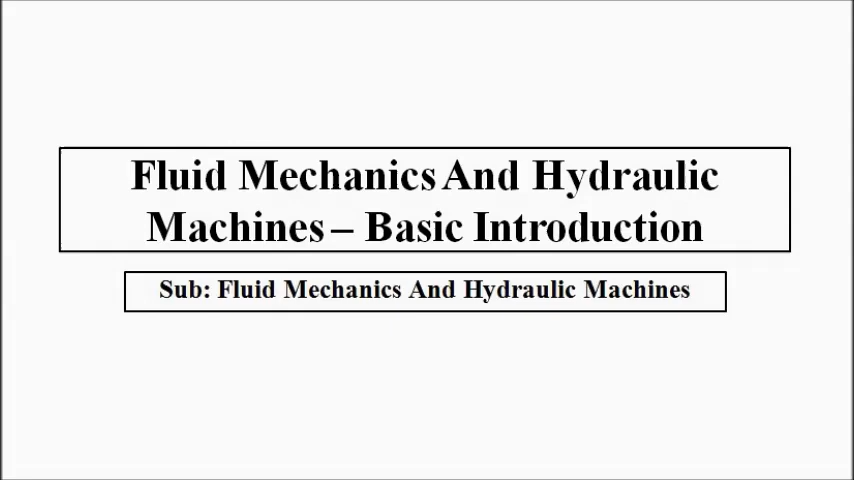 Fluid Mechanics And Hydraulic
Machines – Basic Introduction
Sub: Fluid Mechanics And Hydraulic Machines